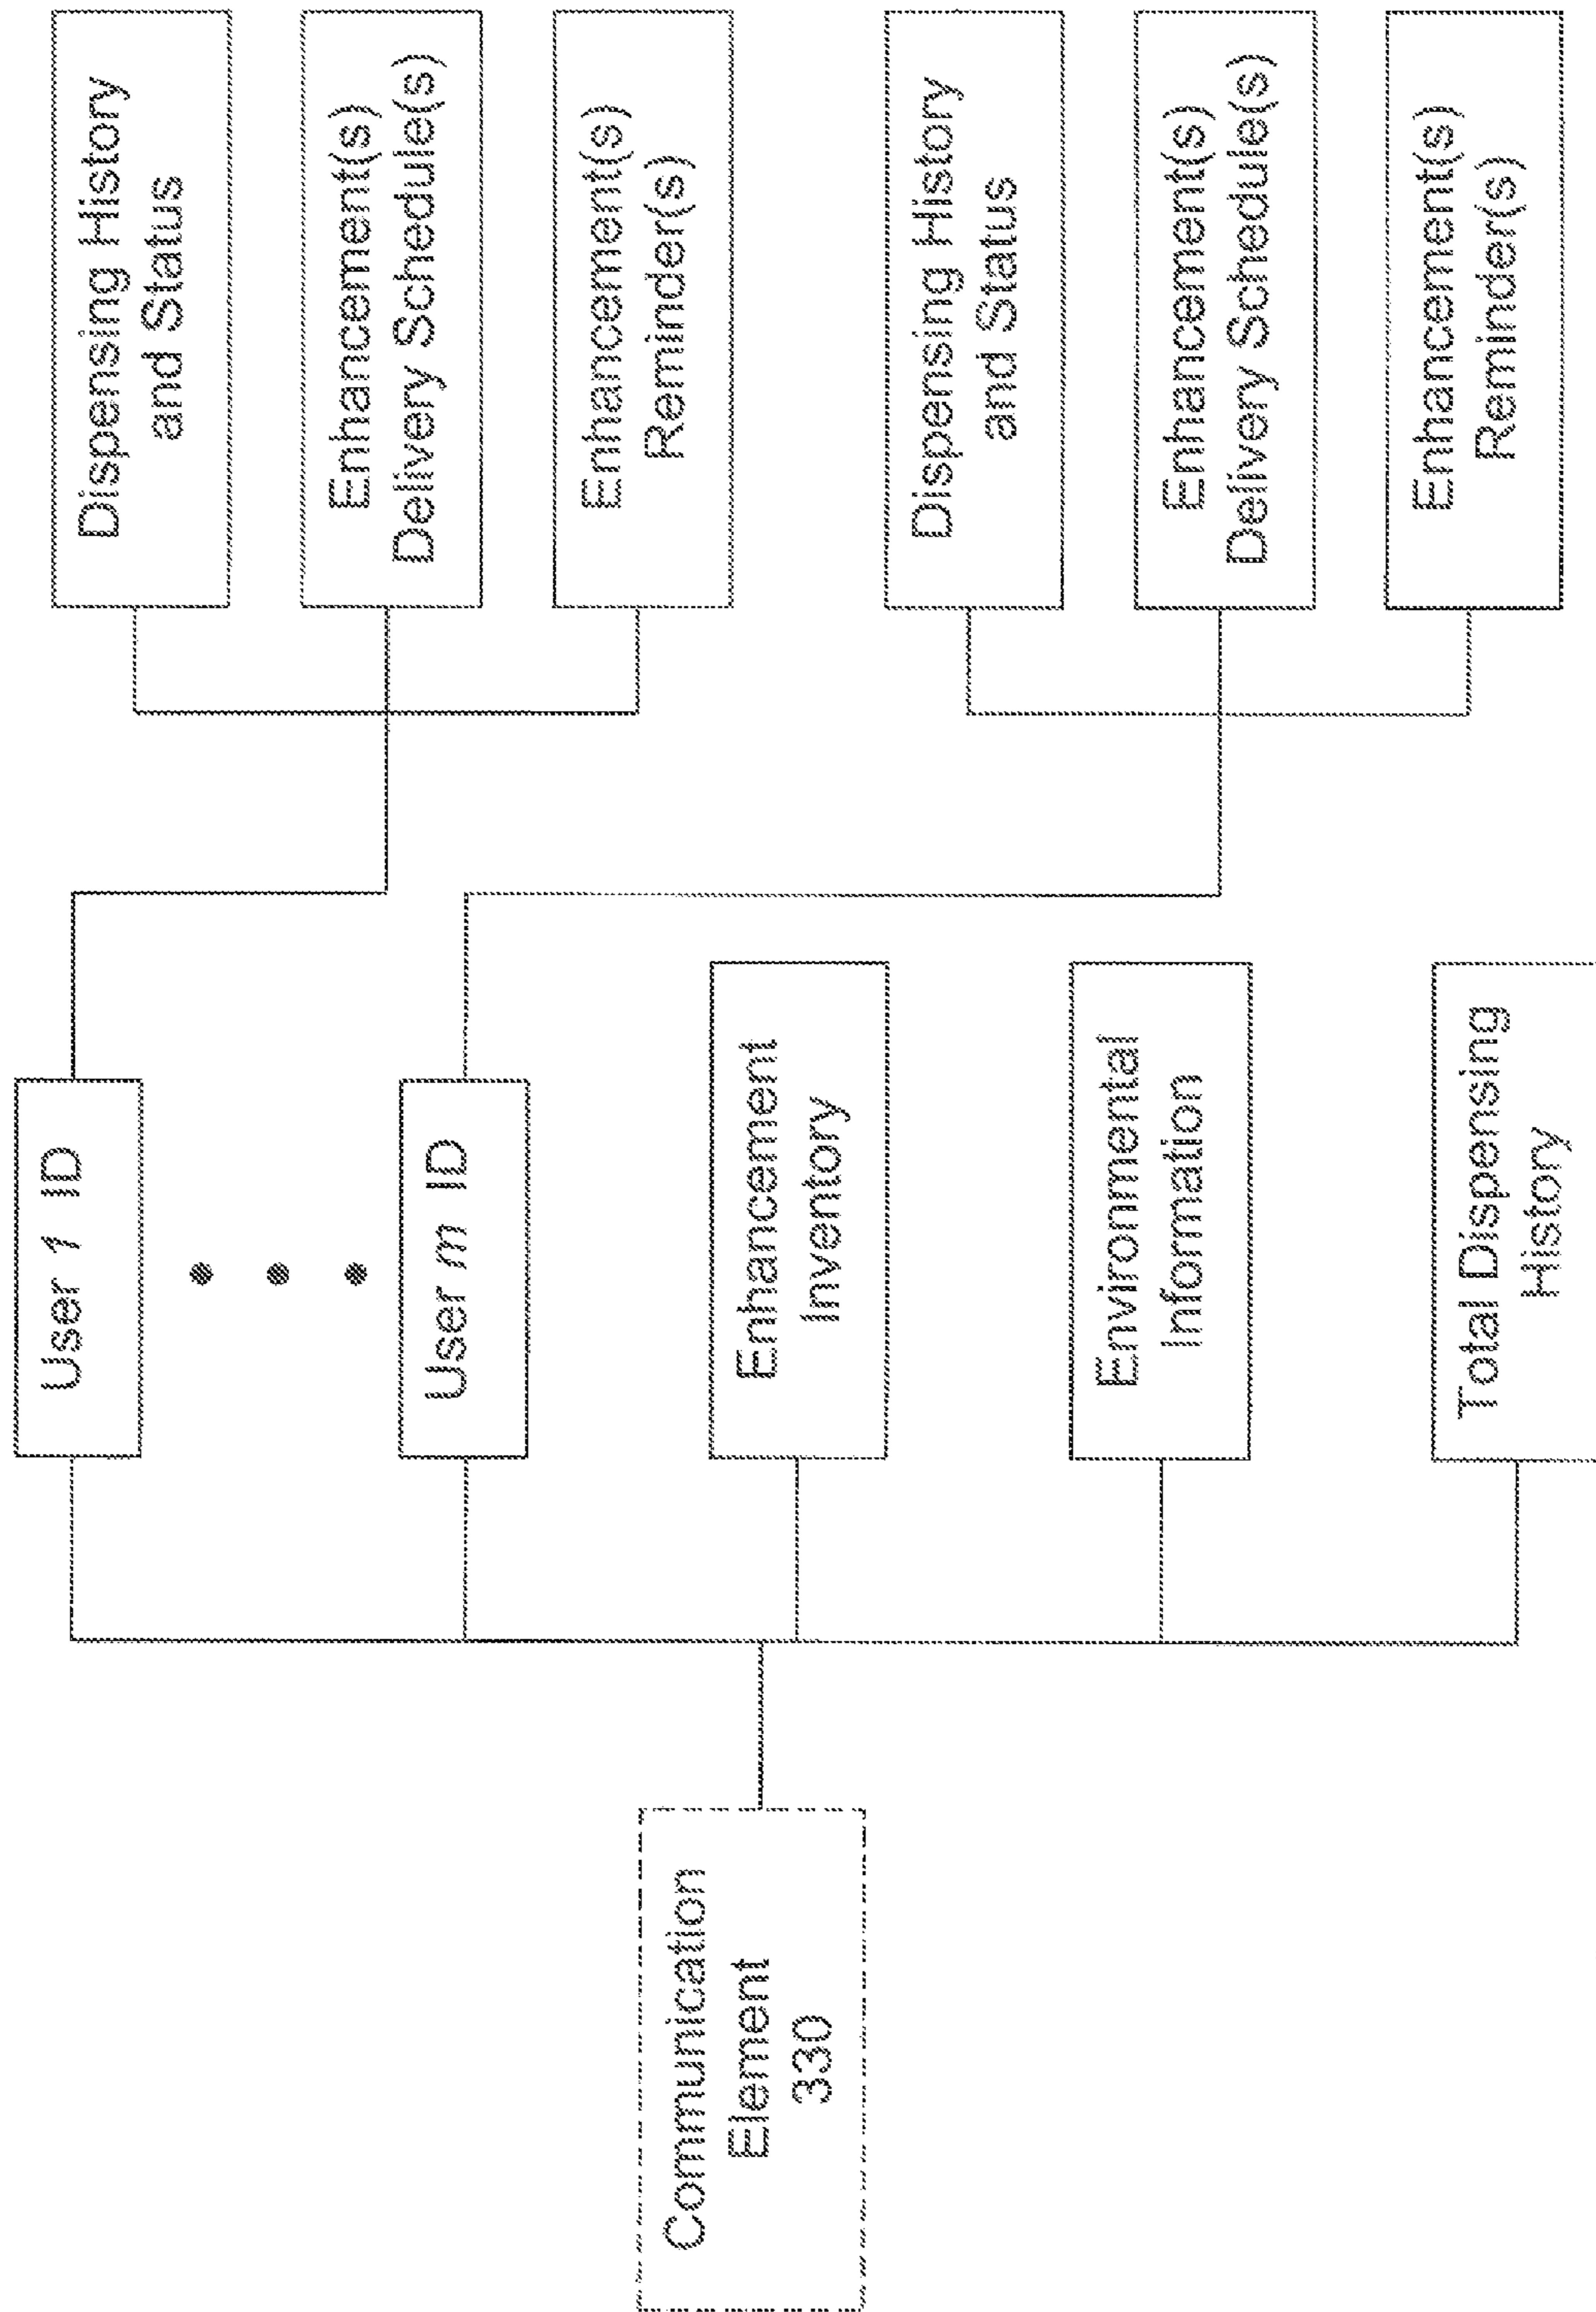 Communication
Element
330
User 1 ID
User m ID
Enhancement
Inventory
Environmental
Information
Total Dispensing
History
Dispensing History
and Status
Enhancement(s)
Delivery Schedule(s)
Enhancement(s)
Reminder(s)
Dispensing History
and Status
Enhancement(s)
Delivery Schedule(s)
Enhancement(s)
Reminder(s)